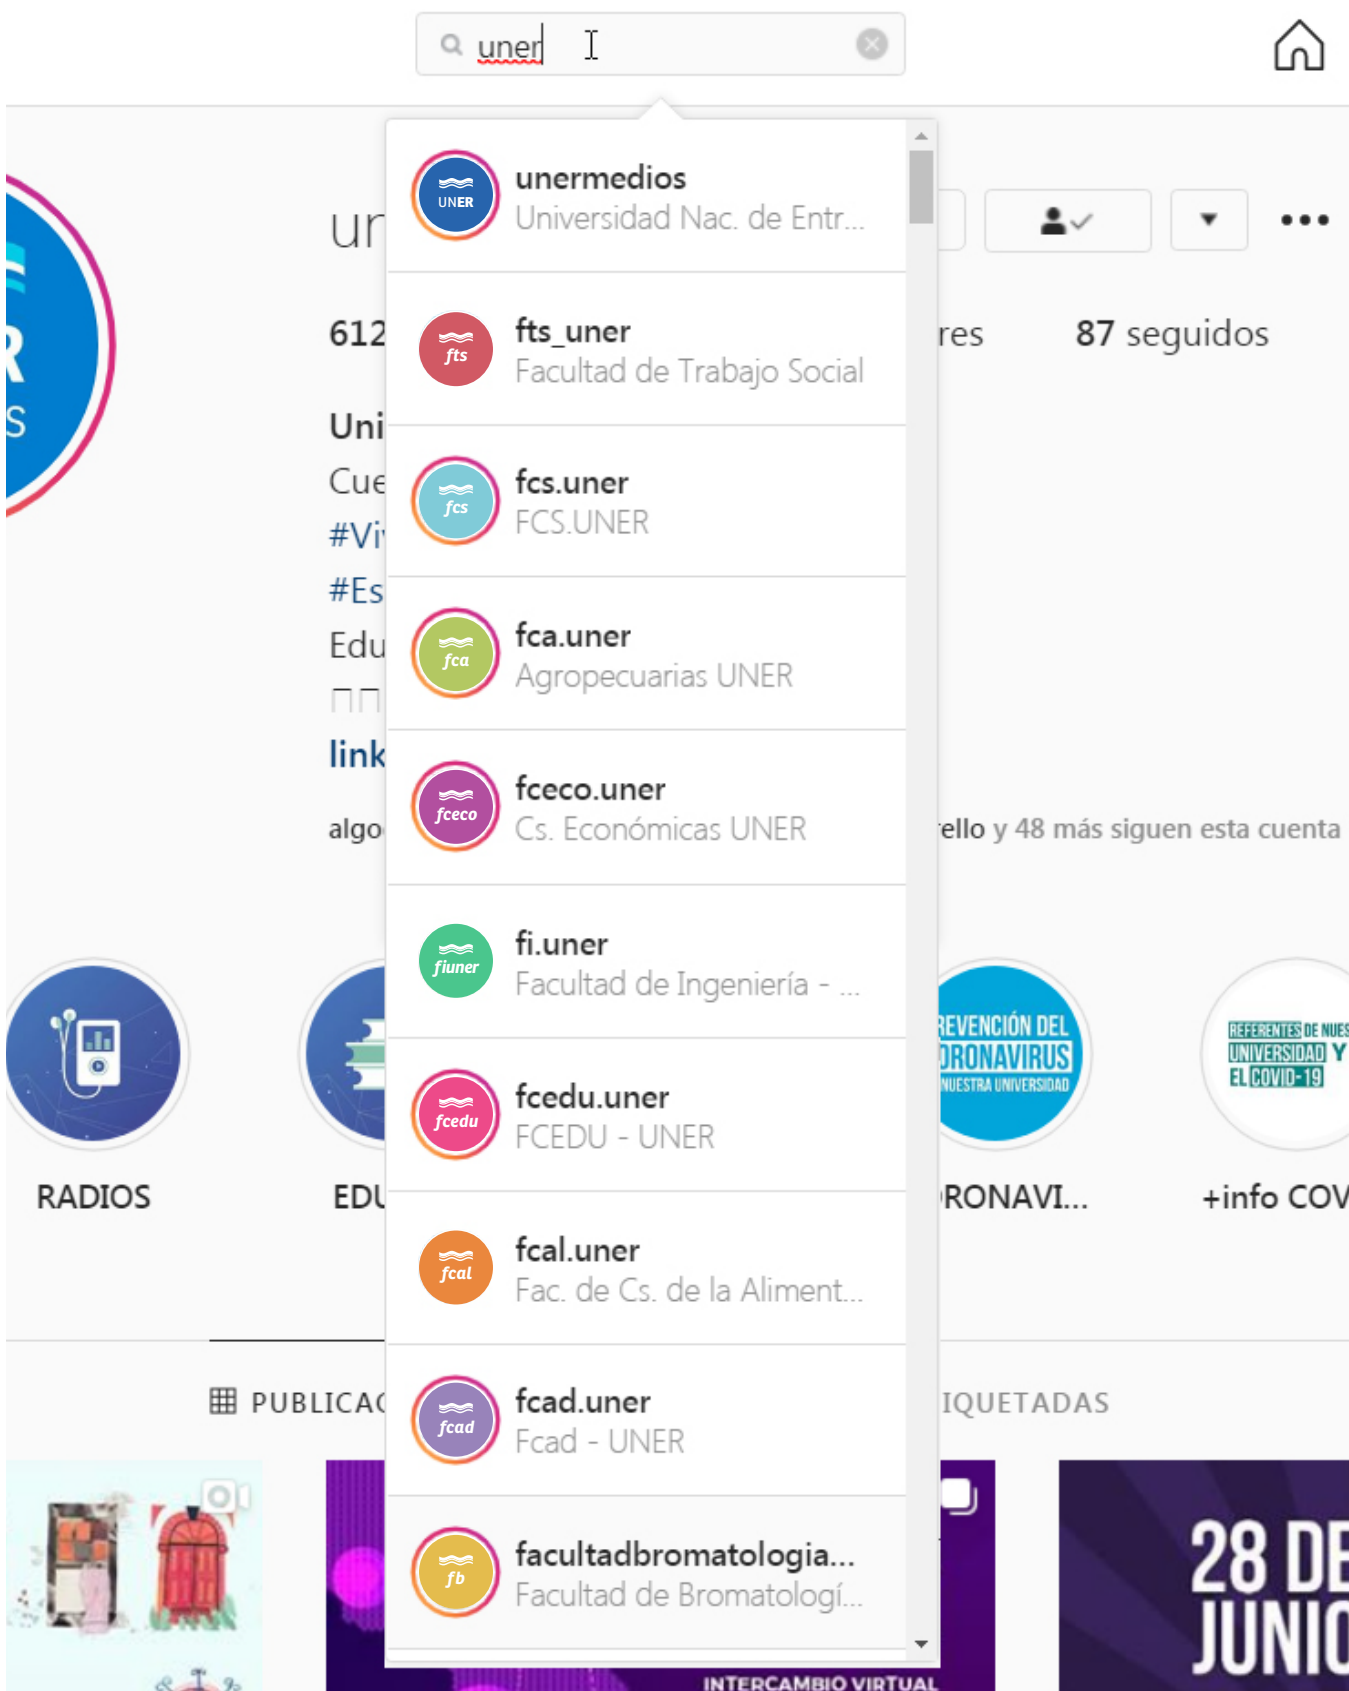 uner
unermedios
UNER
Universidad Nac. de Entr...
ur
fts_uner
fts
Facultad de Trabajo Social
612
res
87 seguidos
R
S
Uni
Cue
#Vi
#Es
Edu
link
fcs.uner
fcs
FCS.UNER
fca.uner
fca
Agropecuarias UNER
fceco.uner
fceco
Cs. Económicas UNER
algo
rello y 48 más siguen esta cuenta
fi.uner
fiuner
Facultad de Ingeniería - ...
fcedu.uner
fcedu
FCEDU - UNER
REVENCIÓN DEL
ORONAVIRUS
NUESTRA UNIVERSIDAD
REFERENTES DE NUES
UNIVERSIDAD Y
EL COVID-19
RADIOS
EDU
RONAVI...
+info COV
fcal.uner
fcal
Fac. de Cs. de la Aliment...
fcad.uner
fcad
Fcad - UNER
PUBLICAC
IQUETADAS
facultadbromatologia...
fb
Facultad de Bromatologí...
28 DE
JUNIO
INTERCAMBIO VIRTUAL